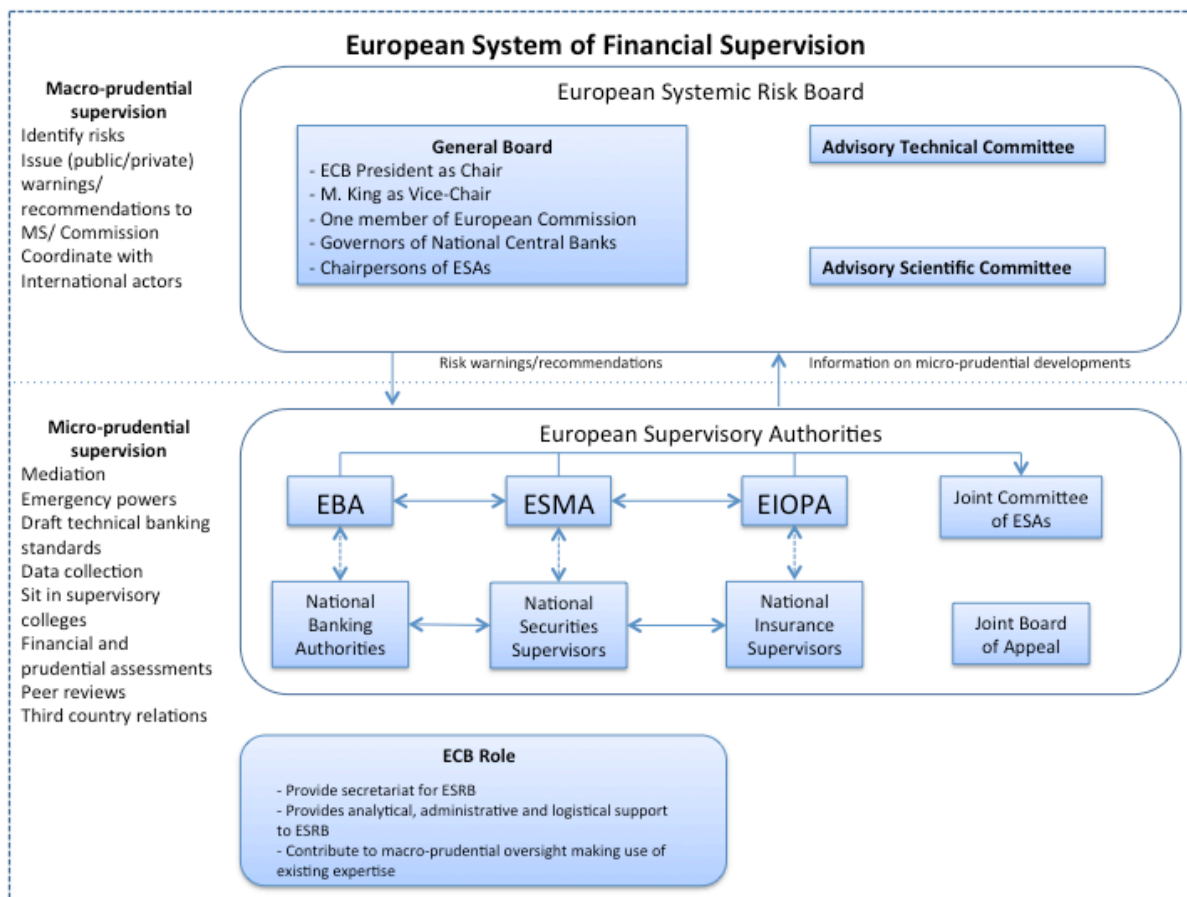 European System of Financial Supervision
Macro-prudential
supervision
Identify risks
Issue (public/private)
warnings/
recommendations to
MS/ Commission
Coordinate with
International actors
European Systemic Risk Board
General Board
- ECB President as Chair
- M. King as Vice-Chair
- One member of European Commission
- Governors of National Central Banks
- Chairpersons of ESAs
Advisory Technical Committee
Advisory Scientific Committee
Risk warnings/recommendations
Information on micro-prudential developments
Micro-prudential
supervision
Mediation
Emergency powers
Draft technical banking
standards
Data collection
Sit in supervisory
colleges
Financial and
prudential assessments
Peer reviews
Third country relations
European Supervisory Authorities
EBA
ESMA
EIOPA
Joint Committee
of ESAs
National
Banking
Authorities
National
Securities
Supervisors
National
Insurance
Supervisors
Joint Board
of Appeal
ECB Role
- Provide secretariat for ESRB
- Provides analytical, administrative and logistical support
to ESRB
- Contribute to macro-prudential oversight making use of
existing expertise